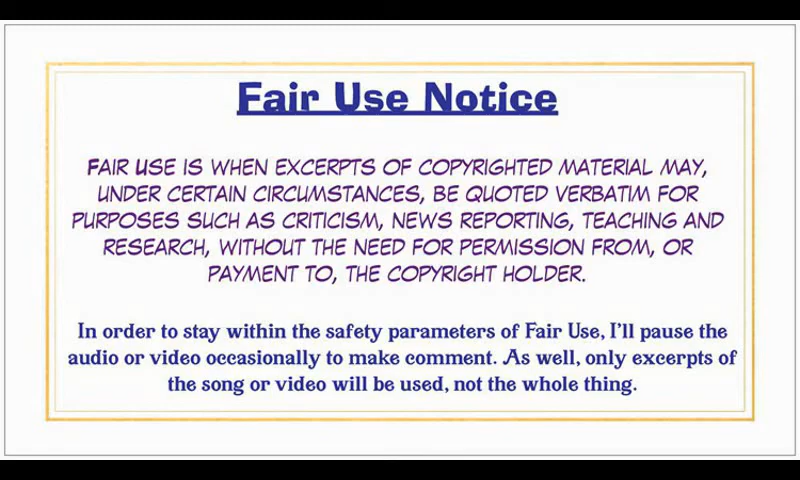 Fair Use Notice
FAIR USE IS WHEN EXCERPTS OF COPYRIGHTED MATERIAL MAY,
UNDER CERTAIN CIRCUMSTANCES, BE QUOTED VERBATIM FOR
PURPOSES SUCH AS CRITICISM, NEWS REPORTING, TEACHING AND
RESEARCH, WITHOUT THE NEED FOR PERMISSION FROM, OR
PAYMENT TO, THE COPYRIGHT HOLDER.
In order to stay within the safety parameters of Fair Use, I'll pause the
audio or video occasionally to make comment. As well, only excerpts of
the song or video will be used, not the whole thing.